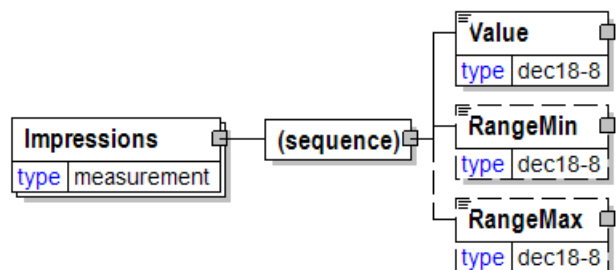 Value
type dec18-8
Impressions
type measurement
(sequence)
RangeMin
type dec18-8
RangeMax
type dec18-8